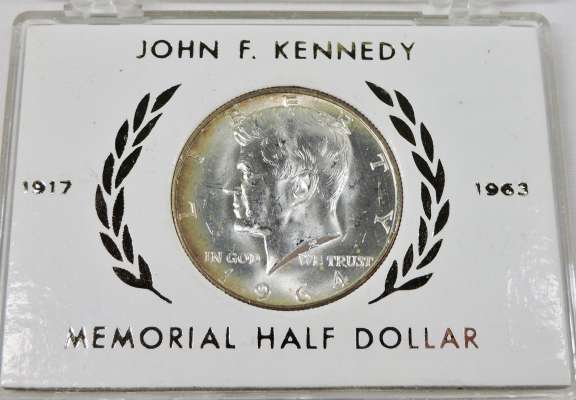 JOHN F. KENNEDY
LIBERTY
1917
1963
IN GOD WE TRUST
1964
MEMORIAL HALF DOLLAR